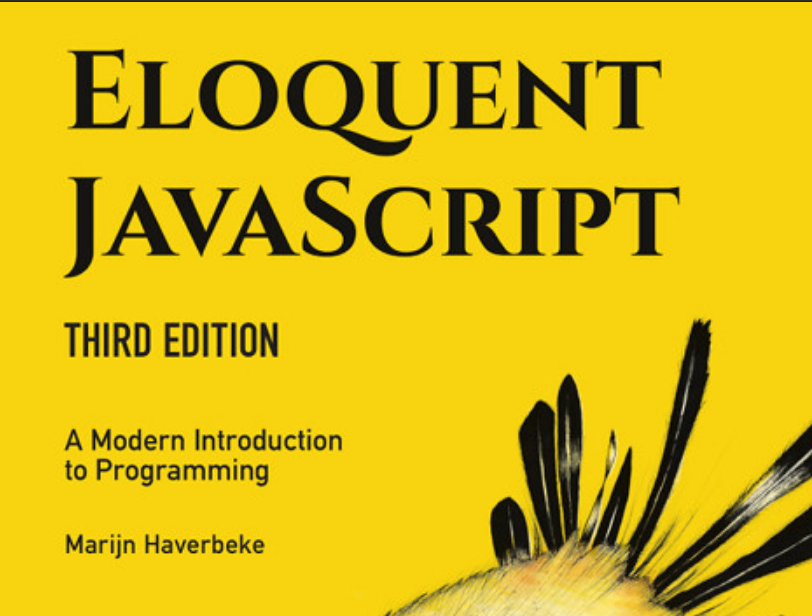 ELOQUENT
JAVASCRIPT
THIRD EDITION
A Modern Introduction
to Programming
Marijn Haverbeke